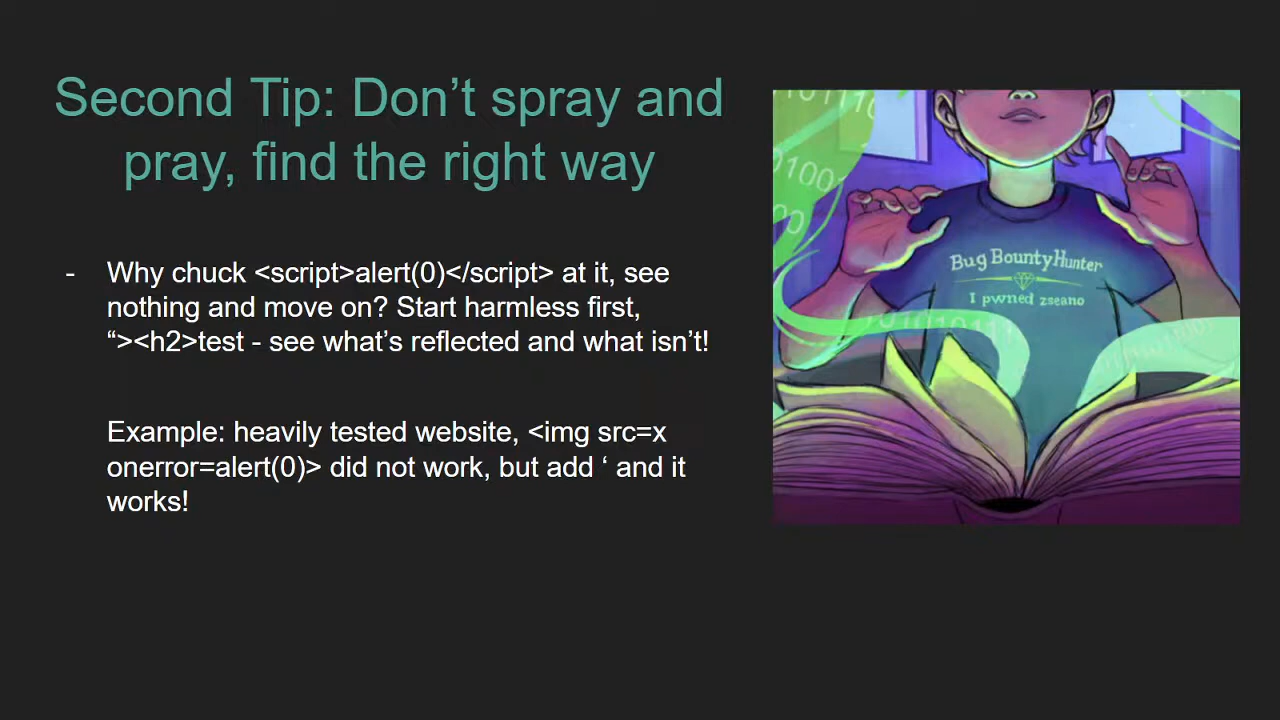 Second Tip: Don’t spray and
pray, find the right way
- Why chuck <script>alert(0)</script> at it, see
nothing and move on? Start harmless first,
“><h2>test - see what’s reflected and what isn’t!
Example: heavily tested website, <img src=x
onerror=alert(0)> did not work, but add ‘ and it
works!
Bug Bounty Hunter
I pwned zseano